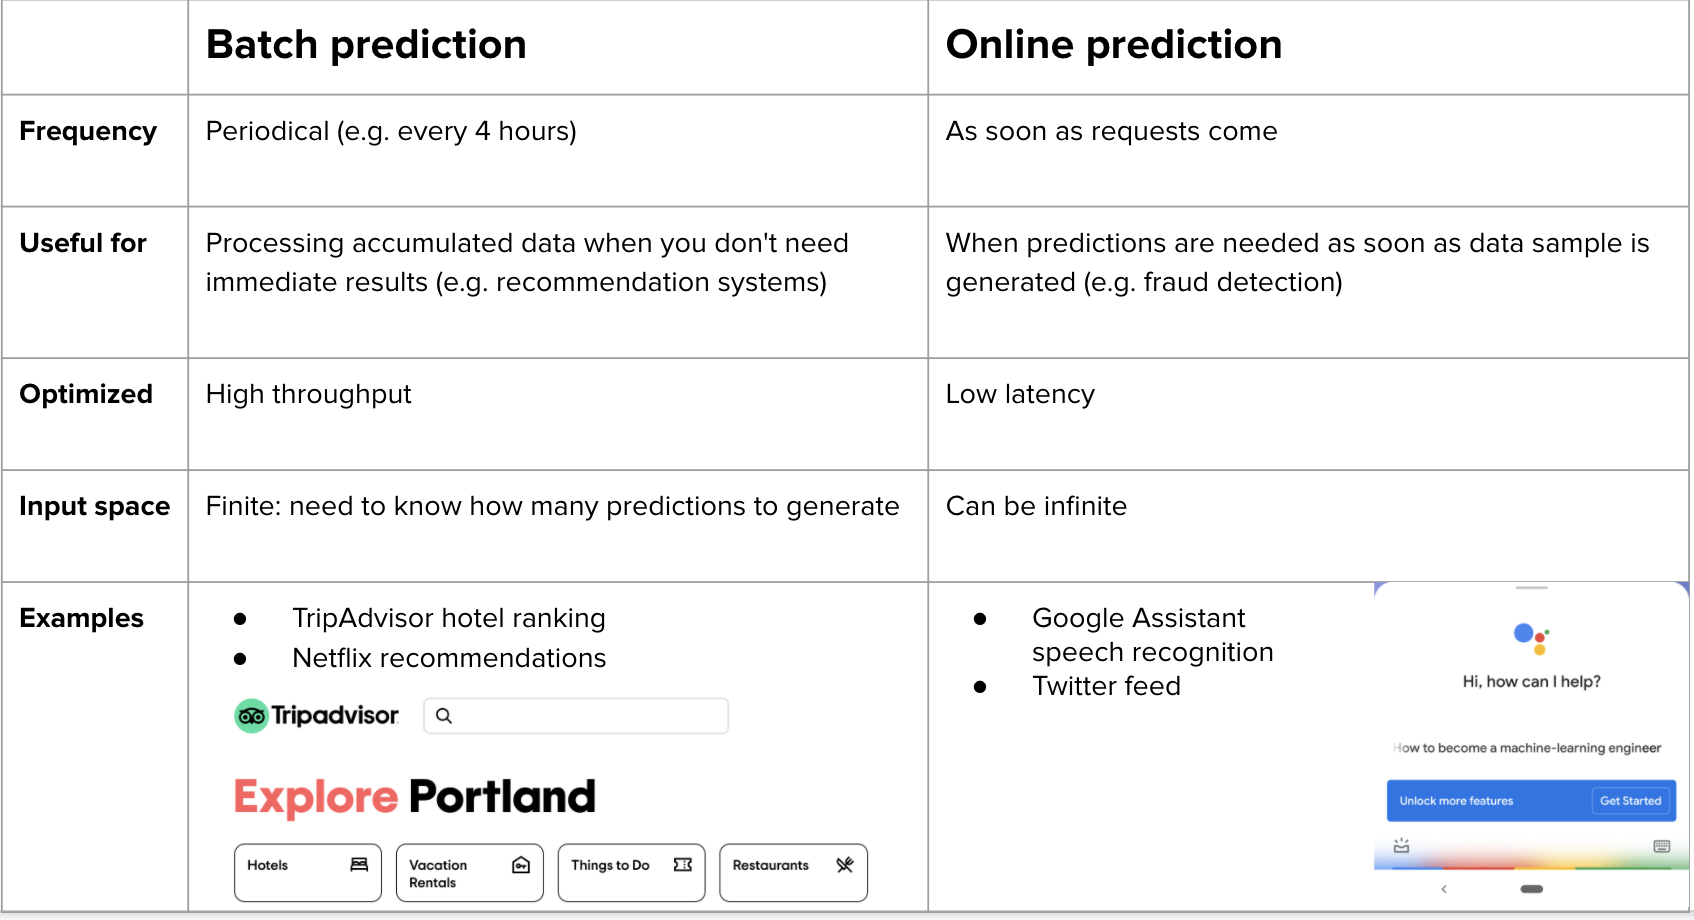 Batch prediction
Online prediction
Frequency
Periodical (e.g. every 4 hours)
As soon as requests come
Useful for
Processing accumulated data when you don't need
immediate results (e.g. recommendation systems)
When predictions are needed as soon as data sample is
generated (e.g. fraud detection)
Optimized
High throughput
Low latency
Input space
Finite: need to know how many predictions to generate
Can be infinite
Examples
● TripAdvisor hotel ranking
● Netflix recommendations
Tripadvisor
Explore Portland
Hotels
Vacation
Rentals
Things to Do
Restaurants
● Google Assistant
speech recognition
● Twitter feed
Hi, how can I help?
How to become a machine-learning engineer
Unlock more features
Get Started